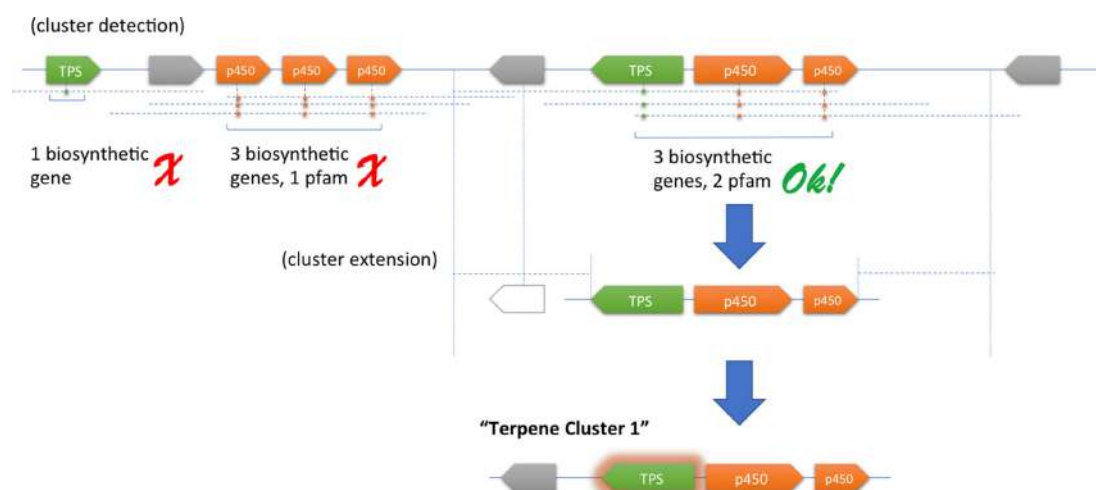 (cluster detection)
TPS
p450
p450
p450
TPS
p450
p450
1 biosynthetic
gene
X
3 biosynthetic
genes, 1 pfam
X
3 biosynthetic
genes, 2 pfam
Ok!
(cluster extension)
TPS
p450
p450
“Terpene Cluster 1”
TPS
p450
p450